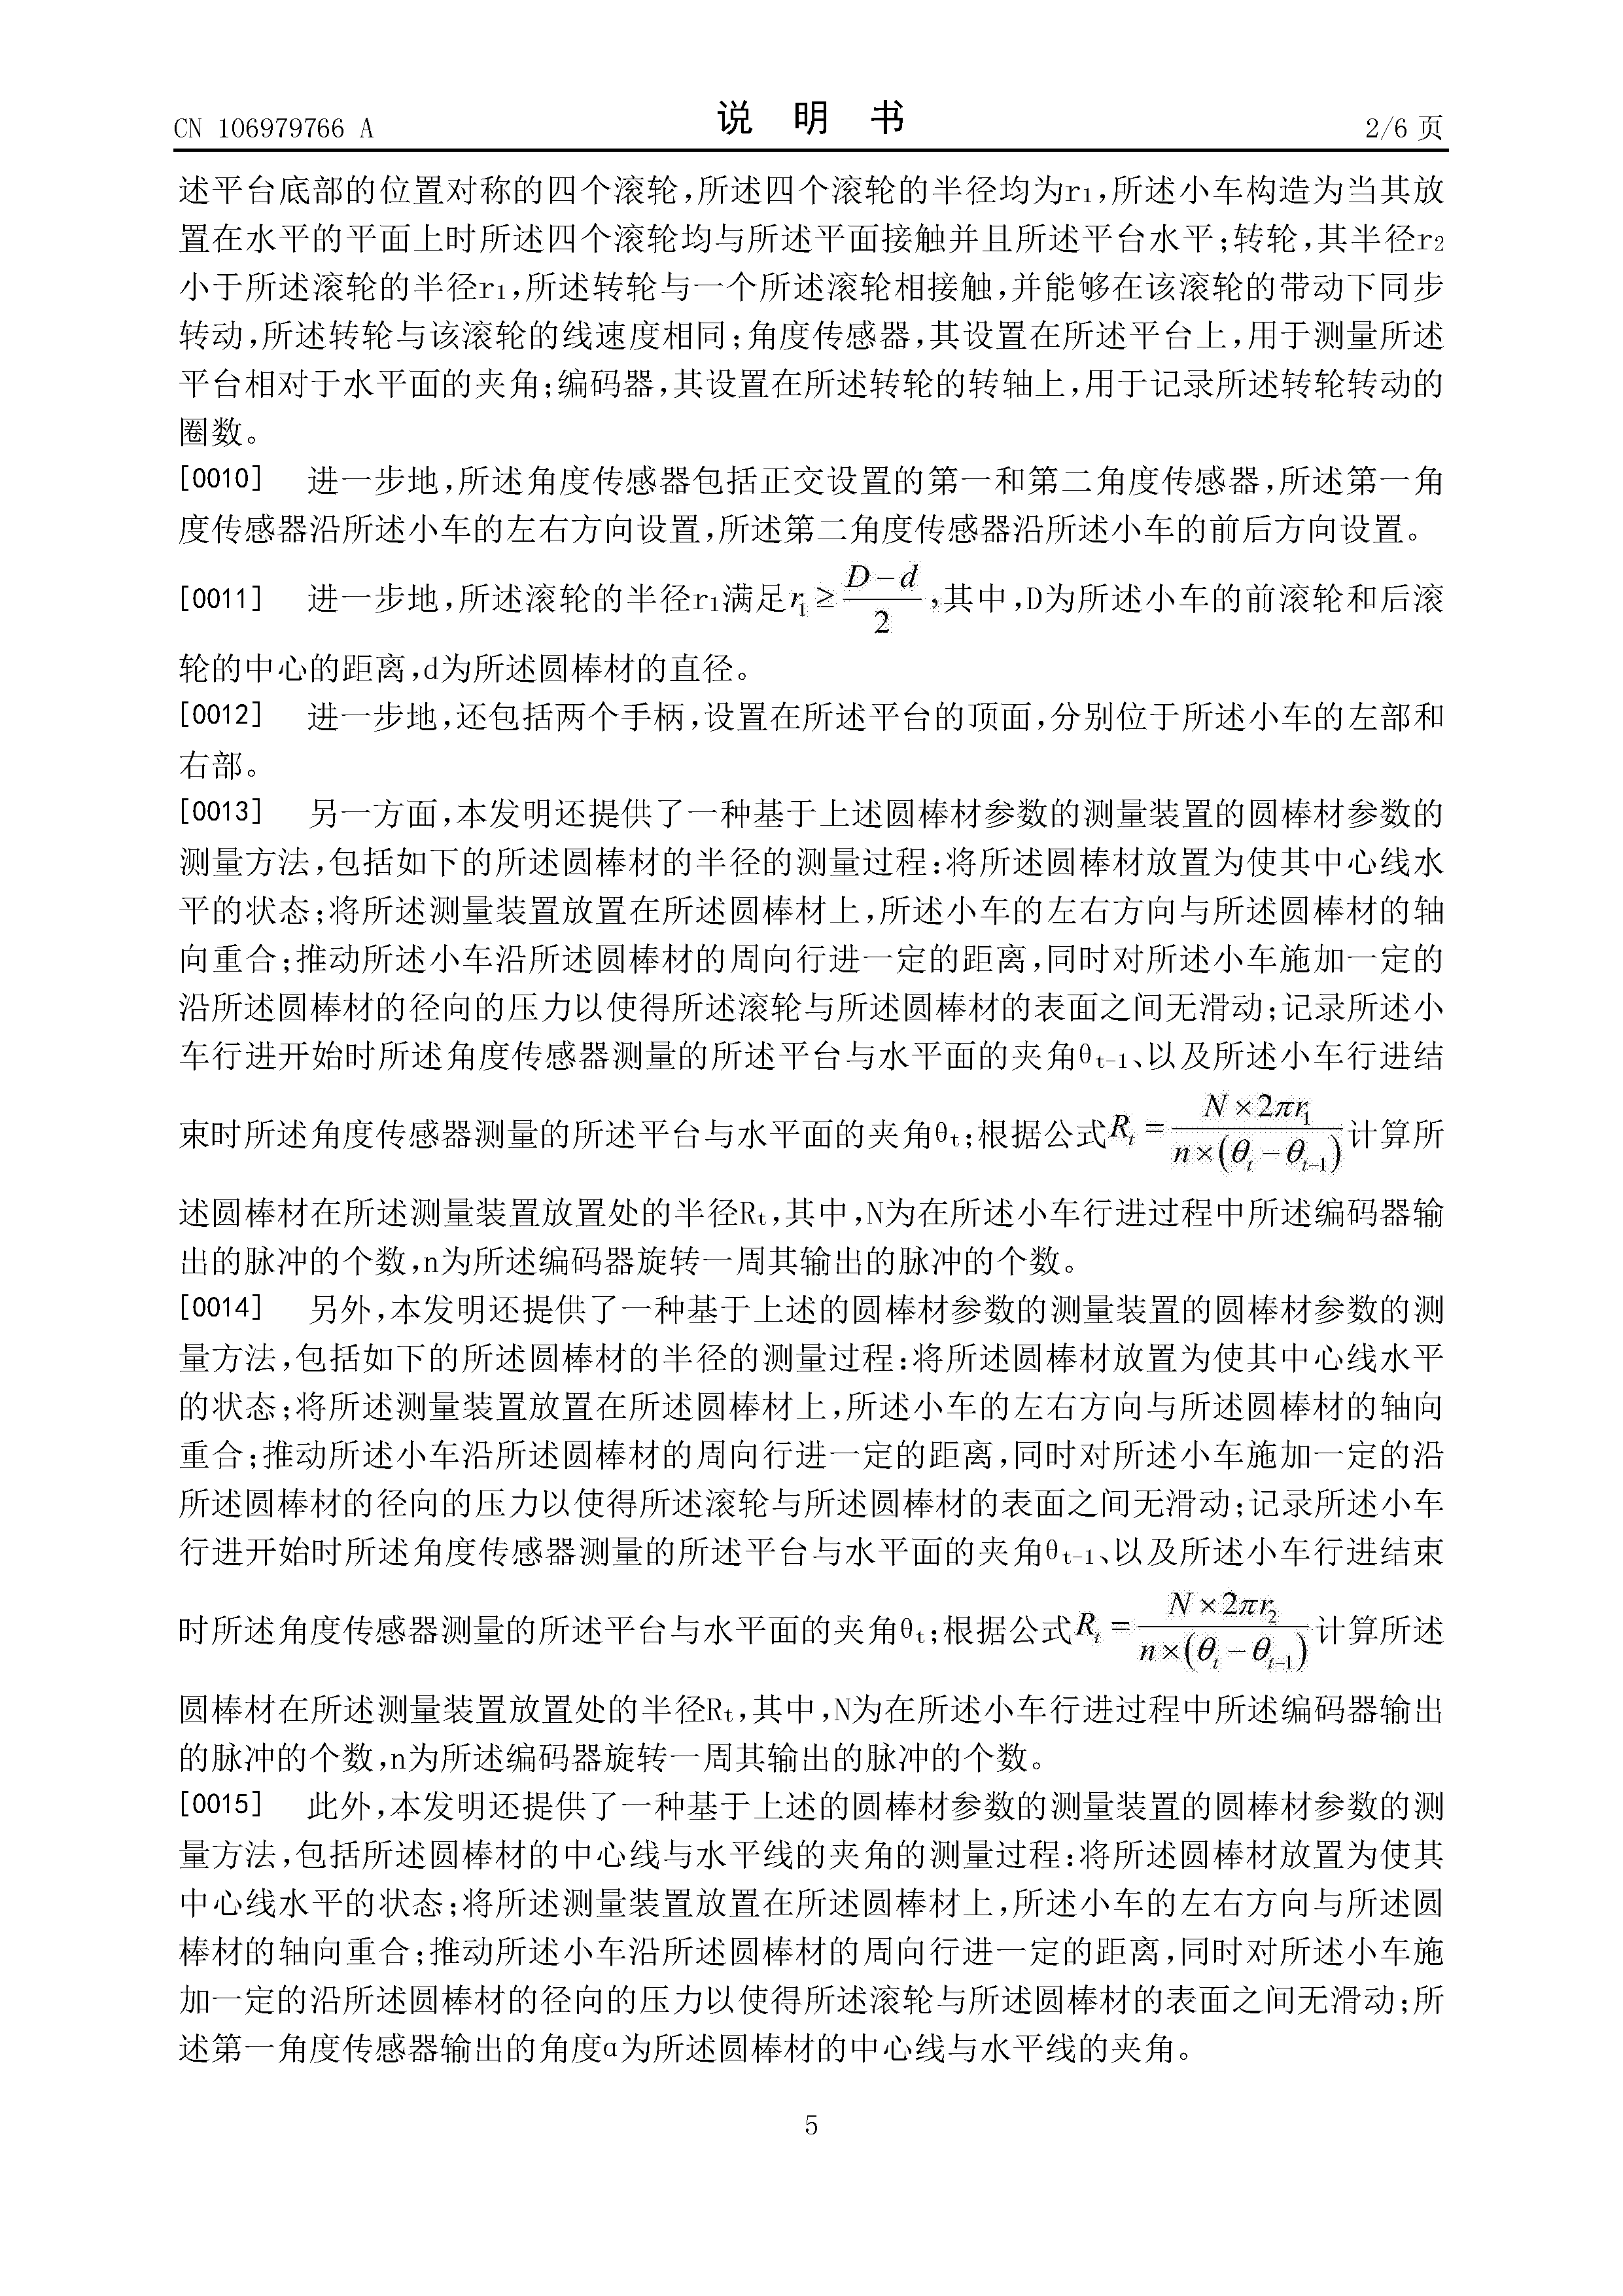 CN 106979766 A
说 明 书
2/6 页
述平台底部的位置对称的四个滚轮,所述四个滚轮的半径均为r1,所述小车构造为当其放
置在水平的平面上时所述四个滚轮均与所述平面接触并且所述平台水平;转轮,其半径r2
小于所述滚轮的半径r1,所述转轮与一个所述滚轮相接触,并能够在该滚轮的带动下同步
转动,所述转轮与该滚轮的线速度相同;角度传感器,其设置在所述平台上,用于测量所述
平台相对于水平面的夹角;编码器,其设置在所述转轮的转轴上,用于记录所述转轮转动的
圈数。
[0010] 进一步地,所述角度传感器包括正交设置的第一和第二角度传感器,所述第一角
度传感器沿所述小车的左右方向设置,所述第二角度传感器沿所述小车的前后方向设置。
[0011] 进一步地,所述滚轮的半径r1满足 r1 ≥ (D−d)/2 ,其中,D为所述小车的前滚轮和后滚
轮的中心的距离,d为所述圆棒材的直径。
[0012] 进一步地,还包括两个手柄,设置在所述平台的顶面,分别位于所述小车的左部和
右部。
[0013] 另一方面,本发明还提供了一种基于上述圆棒材参数的测量装置的圆棒材参数的
测量方法,包括如下的所述圆棒材的半径的测量过程:将所述圆棒材放置为使其中心线水
平的状态;将所述测量装置放置在所述圆棒材上,所述小车的左右方向与所述圆棒材的轴
向重合;推动所述小车沿所述圆棒材的周向行进一定的距离,同时对所述小车施加一定的
沿所述圆棒材的径向的压力以使得所述滚轮与所述圆棒材的表面之间无滑动;记录所述小
车行进开始时所述角度传感器测量的所述平台与水平面的夹角θt-1、以及所述小车行进结
束时所述角度传感器测量的所述平台与水平面的夹角θt;根据公式 Rt = (N×2πr1)/(n×(θt−θt-1)) 计算所
述圆棒材在所述测量装置放置处的半径Rt,其中,N为在所述小车行进过程中所述编码器输
出的脉冲的个数,n为所述编码器旋转一周其输出的脉冲的个数。
[0014] 另外,本发明还提供了一种基于上述的圆棒材参数的测量装置的圆棒材参数的测
量方法,包括如下的所述圆棒材的半径的测量过程:将所述圆棒材放置为使其中心线水平
的状态;将所述测量装置放置在所述圆棒材上,所述小车的左右方向与所述圆棒材的轴向
重合;推动所述小车沿所述圆棒材的周向行进一定的距离,同时对所述小车施加一定的沿
所述圆棒材的径向的压力以使得所述滚轮与所述圆棒材的表面之间无滑动;记录所述小车
行进开始时所述角度传感器测量的所述平台与水平面的夹角θt-1、以及所述小车行进结束
时所述角度传感器测量的所述平台与水平面的夹角θt;根据公式 Rt = (N×2πr2)/(n×(θt−θt-1)) 计算所述
圆棒材在所述测量装置放置处的半径Rt,其中,N为在所述小车行进过程中所述编码器输出
的脉冲的个数,n为所述编码器旋转一周其输出的脉冲的个数。
[0015] 此外,本发明还提供了一种基于上述的圆棒材参数的测量装置的圆棒材参数的测
量方法,包括所述圆棒材的中心线与水平线的夹角的测量过程:将所述圆棒材放置为使其
中心线水平的状态;将所述测量装置放置在所述圆棒材上,所述小车的左右方向与所述圆
棒材的轴向重合;推动所述小车沿所述圆棒材的周向行进一定的距离,同时对所述小车施
加一定的沿所述圆棒材的径向的压力以使得所述滚轮与所述圆棒材的表面之间无滑动;所
述第一角度传感器输出的角度α为所述圆棒材的中心线与水平线的夹角。
5